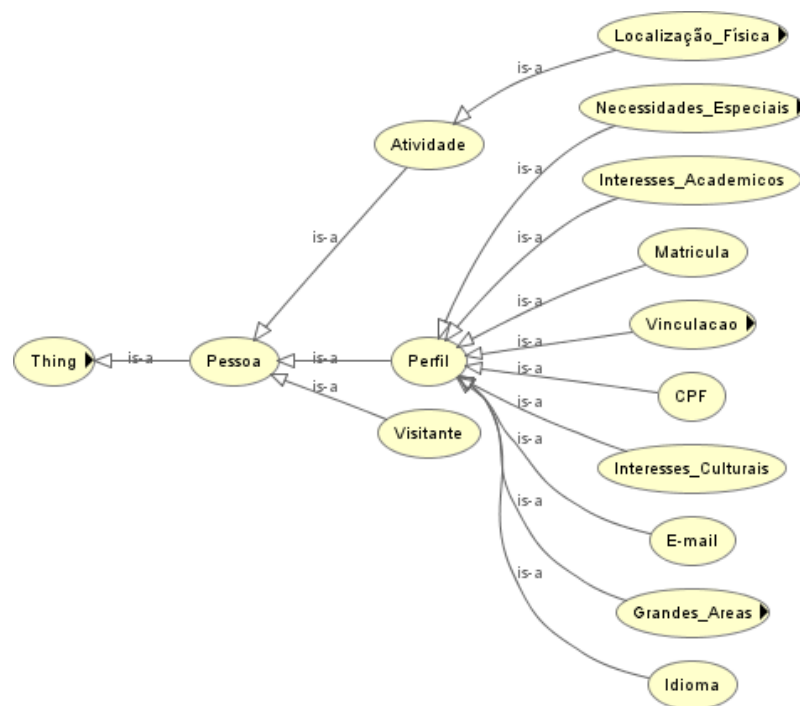 Localização_Física
is-a
Necessidades_Especiais
Atividade
is-a
Interesses_Academicos
is-a
is-a
Matricula
is-a
Vinculacao
is-a
Thing
is-a
Pessoa
is-a
Perfil
is-a
CPF
is-a
is-a
Visitante
is-a
Interesses_Culturais
E-mail
is-a
is-a
Grandes_Areas
Idioma